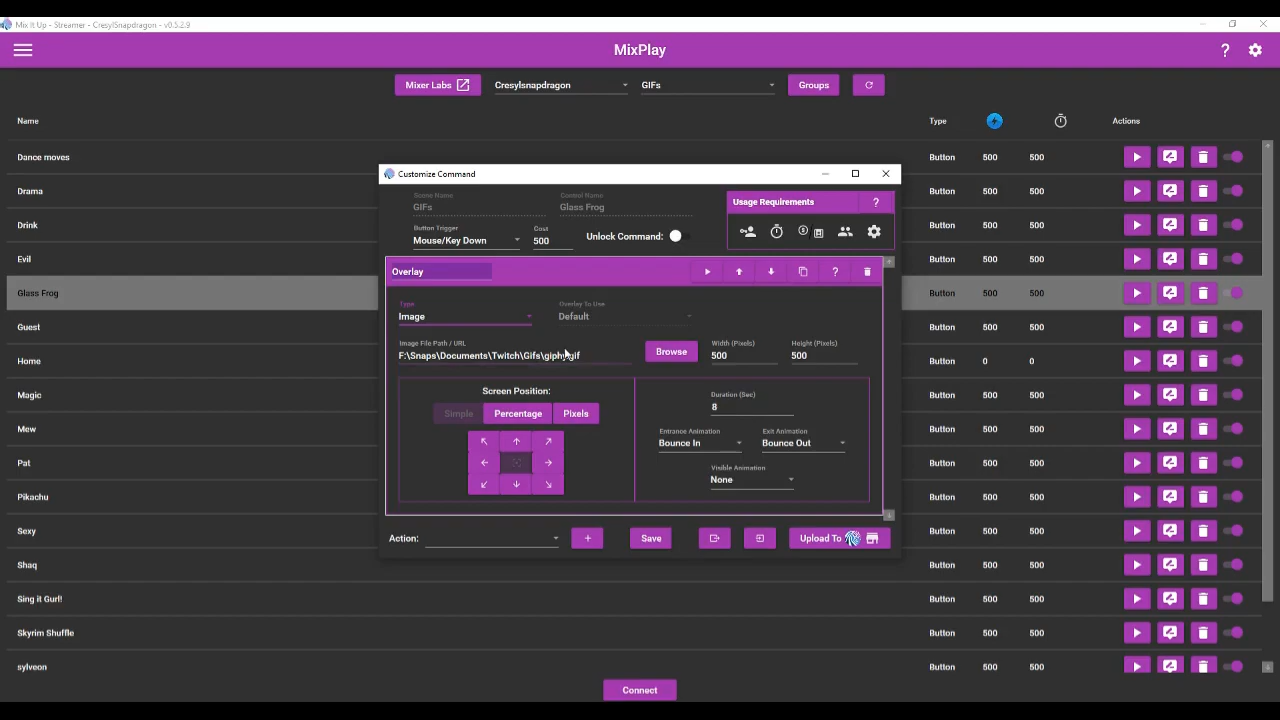 Mix It Up - Streamer - CresylSnapdragon - v0.5.2.9
MixPlay
?
Mixer Labs
Cresylsnapdragon
GIFs
Groups
Name
Type
Actions
Dance moves
Button 500 500
Drama
Button 500 500
Drink
Button 500 500
Evil
Button 500 500
Glass Frog
Button 500 500
Guest
Button 500 500
Home
Button 0 0
Magic
Button 500 500
Mew
Button 500 500
Pat
Button 500 500
Pikachu
Button 500 500
Sexy
Button 500 500
Shaq
Button 500 500
Sing it Gurl!
Button 500 500
Skyrim Shuffle
Button 500 500
sylveon
Button 500 500
Connect
Customize Command
Scene Name
GIFs
Control Name
Glass Frog
Usage Requirements ?
Button Trigger
Mouse/Key Down
Cost
500
Unlock Command:
Overlay
?
Type
Image
Overlay To Use
Default
Image File Path / URL
F:\Snaps\Documents\Twitch\Gifs\giphy.gif
Browse
Width (Pixels)
500
Height (Pixels)
500
Screen Position:
Simple Percentage Pixels
Duration (Sec)
8
Entrance Animation
Bounce In
Exit Animation
Bounce Out
Visible Animation
None
Action:
+
Save
Upload To